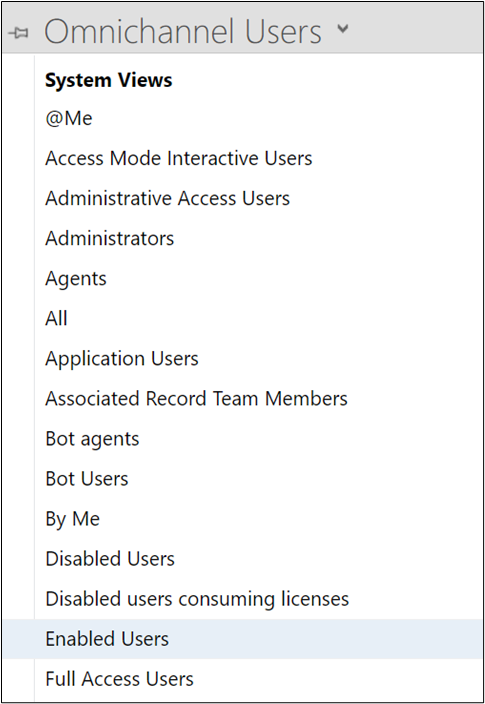 Omnichannel Users
System Views
@Me
Access Mode Interactive Users
Administrative Access Users
Administrators
Agents
All
Application Users
Associated Record Team Members
Bot agents
Bot Users
By Me
Disabled Users
Disabled users consuming licenses
Enabled Users
Full Access Users